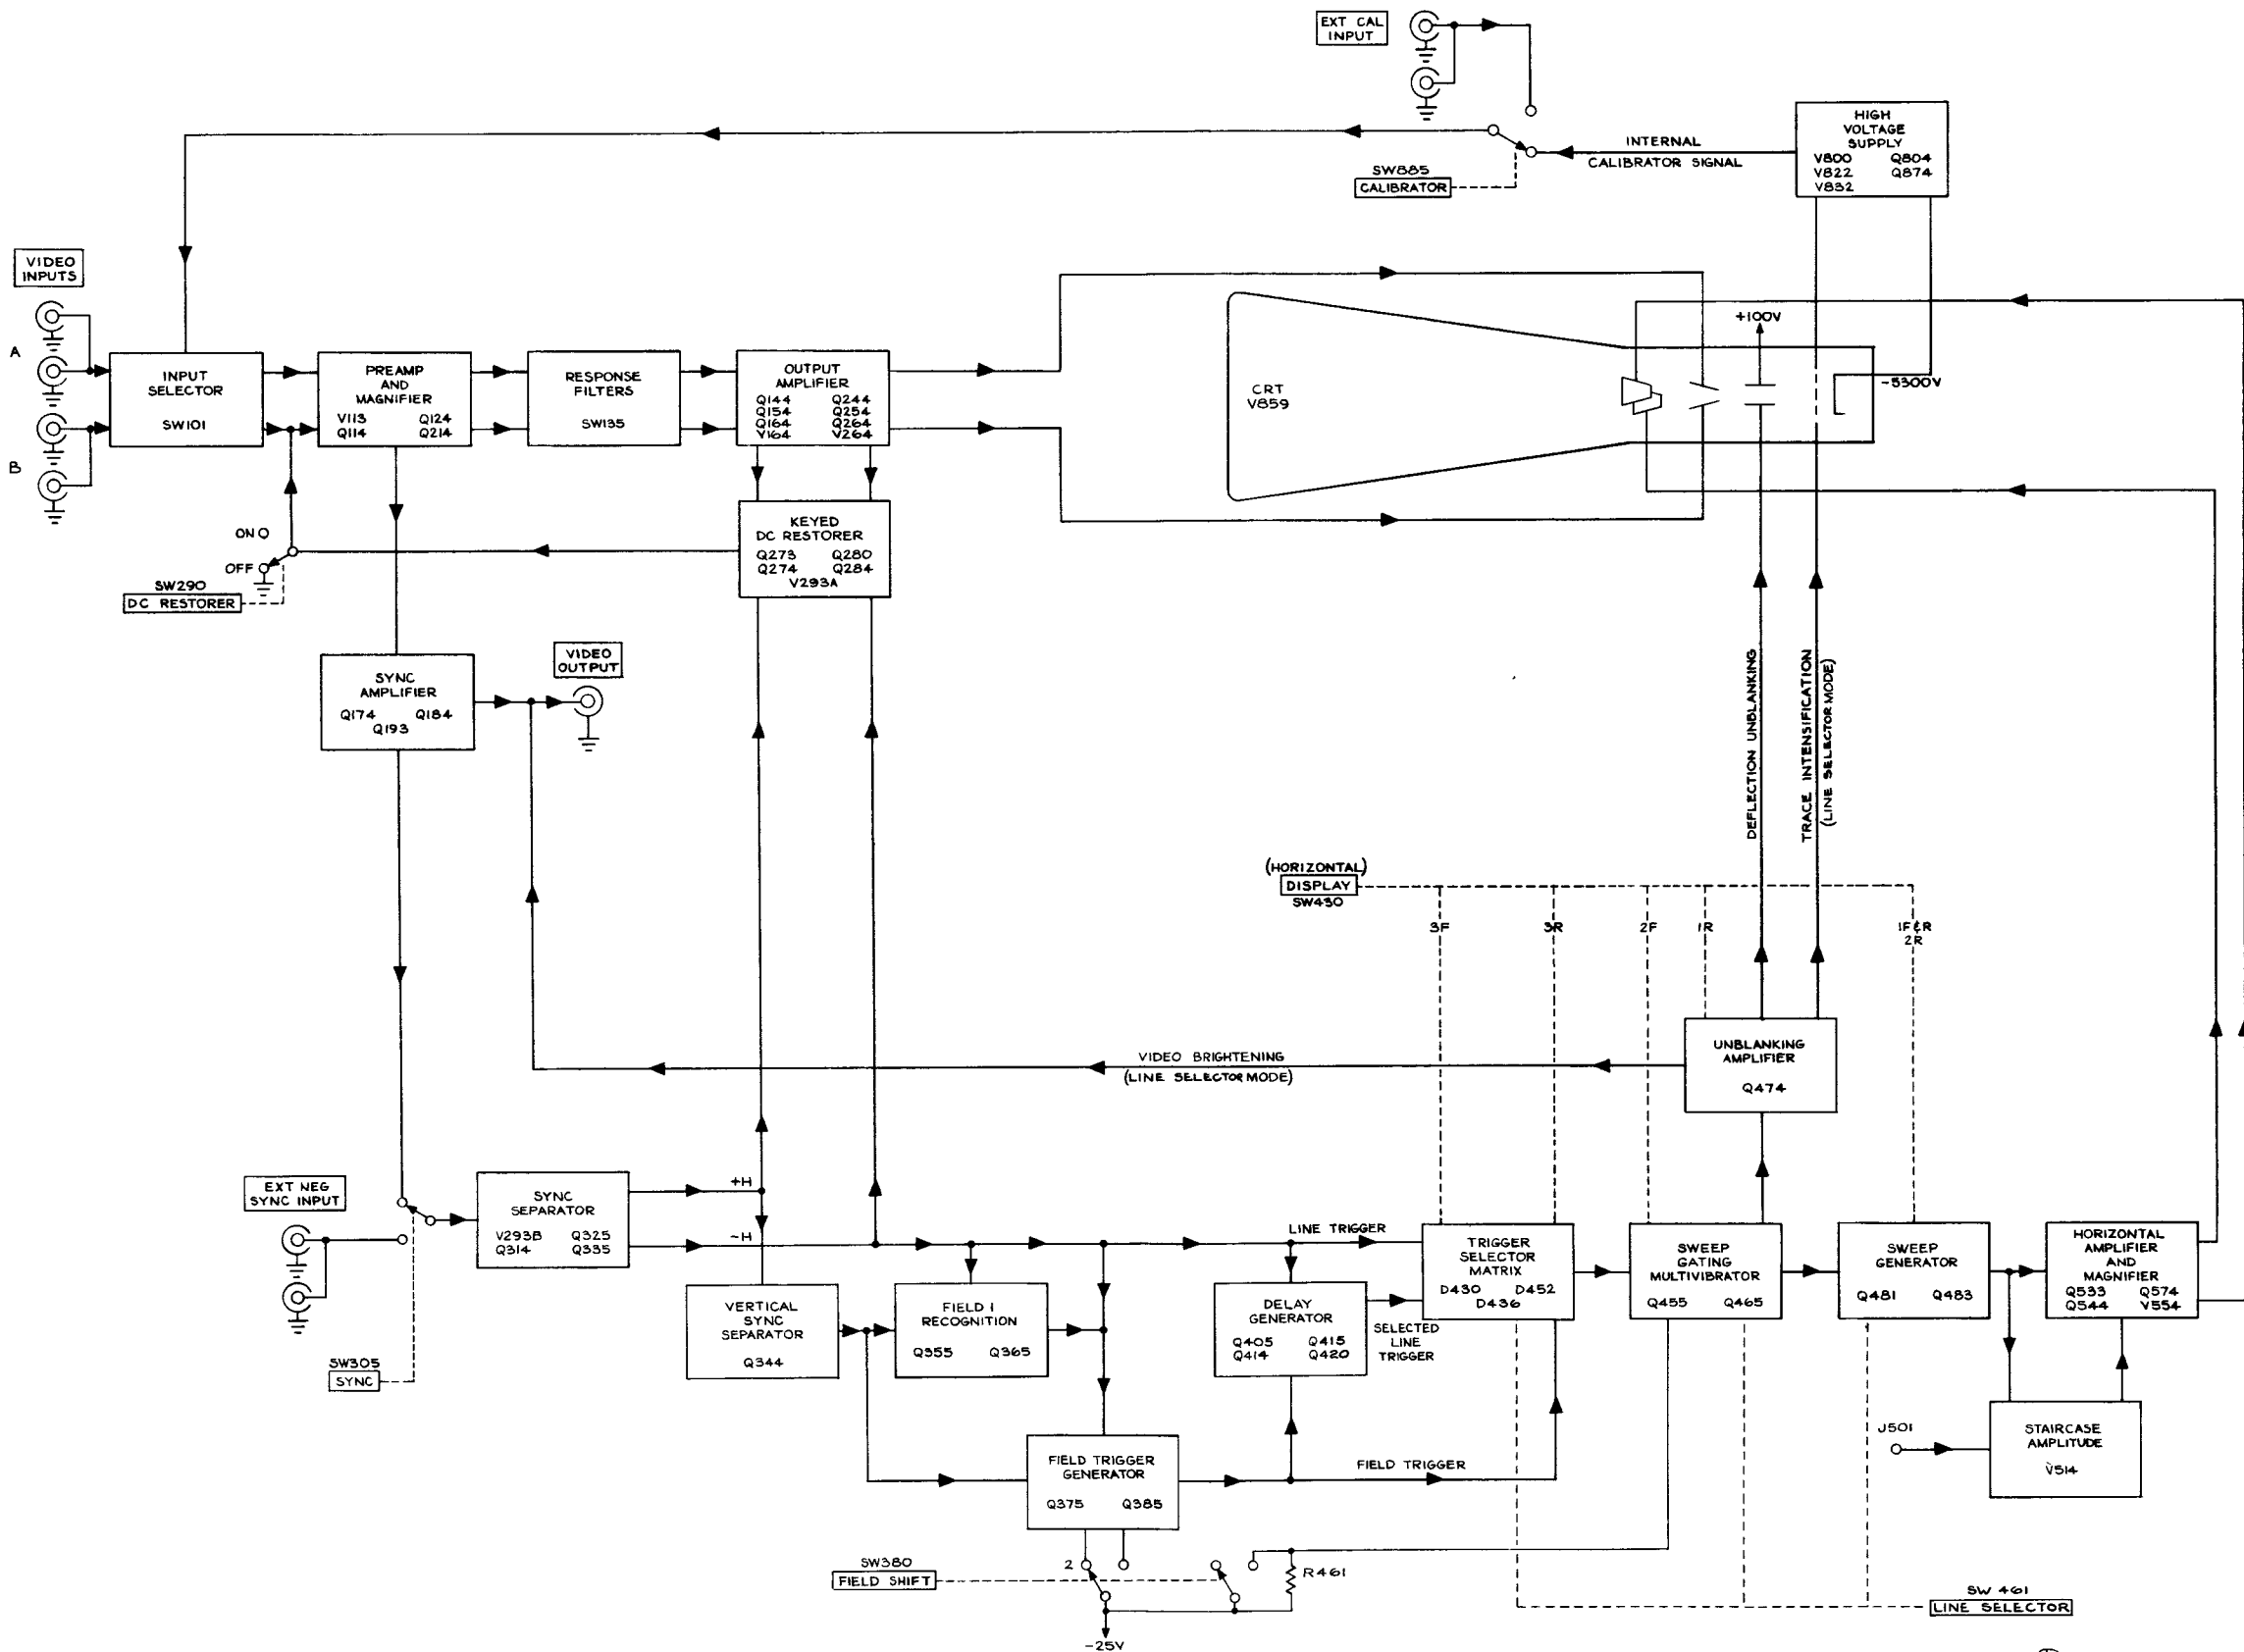 EXT CAL
INPUT
HIGH
VOLTAGE
SUPPLY
V800 Q804
V822 Q874
V832
INTERNAL
CALIBRATOR SIGNAL
SW885
CALIBRATOR
VIDEO
INPUTS
A
B
INPUT
SELECTOR
SW101
PREAMP
AND
MAGNIFIER
V113 Q124
Q114 Q214
RESPONSE
FILTERS
SW135
OUTPUT
AMPLIFIER
Q144 Q244
Q154 Q254
Q164 Q264
V164 V264
CRT
V859
+100V
-5300V
KEYED
DC RESTORER
Q273 Q280
Q274 Q284
V293A
ON
OFF
SW290
DC RESTORER
SYNC
AMPLIFIER
Q174 Q184
Q193
VIDEO
OUTPUT
DEFLECTION UNBLANKING
TRACE INTENSIFICATION
(LINE SELECTOR MODE)
(HORIZONTAL)
DISPLAY
SW430
3F 3R 2F 1R 1F&R
2R
UNBLANKING
AMPLIFIER
Q474
VIDEO BRIGHTENING
(LINE SELECTOR MODE)
EXT NEG
SYNC INPUT
SW305
SYNC
SYNC
SEPARATOR
V293B Q325
Q314 Q335
+H
-H
VERTICAL
SYNC
SEPARATOR
Q344
FIELD I
RECOGNITION
Q355 Q365
LINE TRIGGER
DELAY
GENERATOR
Q405 Q415
Q414 Q420
SELECTED
LINE
TRIGGER
TRIGGER
SELECTOR
MATRIX
D430 D452
D436
SWEEP
GATING
MULTIVIBRATOR
Q455 Q465
SWEEP
GENERATOR
Q481 Q483
HORIZONTAL
AMPLIFIER
AND
MAGNIFIER
Q533 Q574
Q544 V554
FIELD TRIGGER
GENERATOR
Q375 Q385
FIELD TRIGGER
J501
STAIRCASE
AMPLITUDE
V514
SW380
FIELD SHIFT
2
R461
-25V
SW 461
LINE SELECTOR